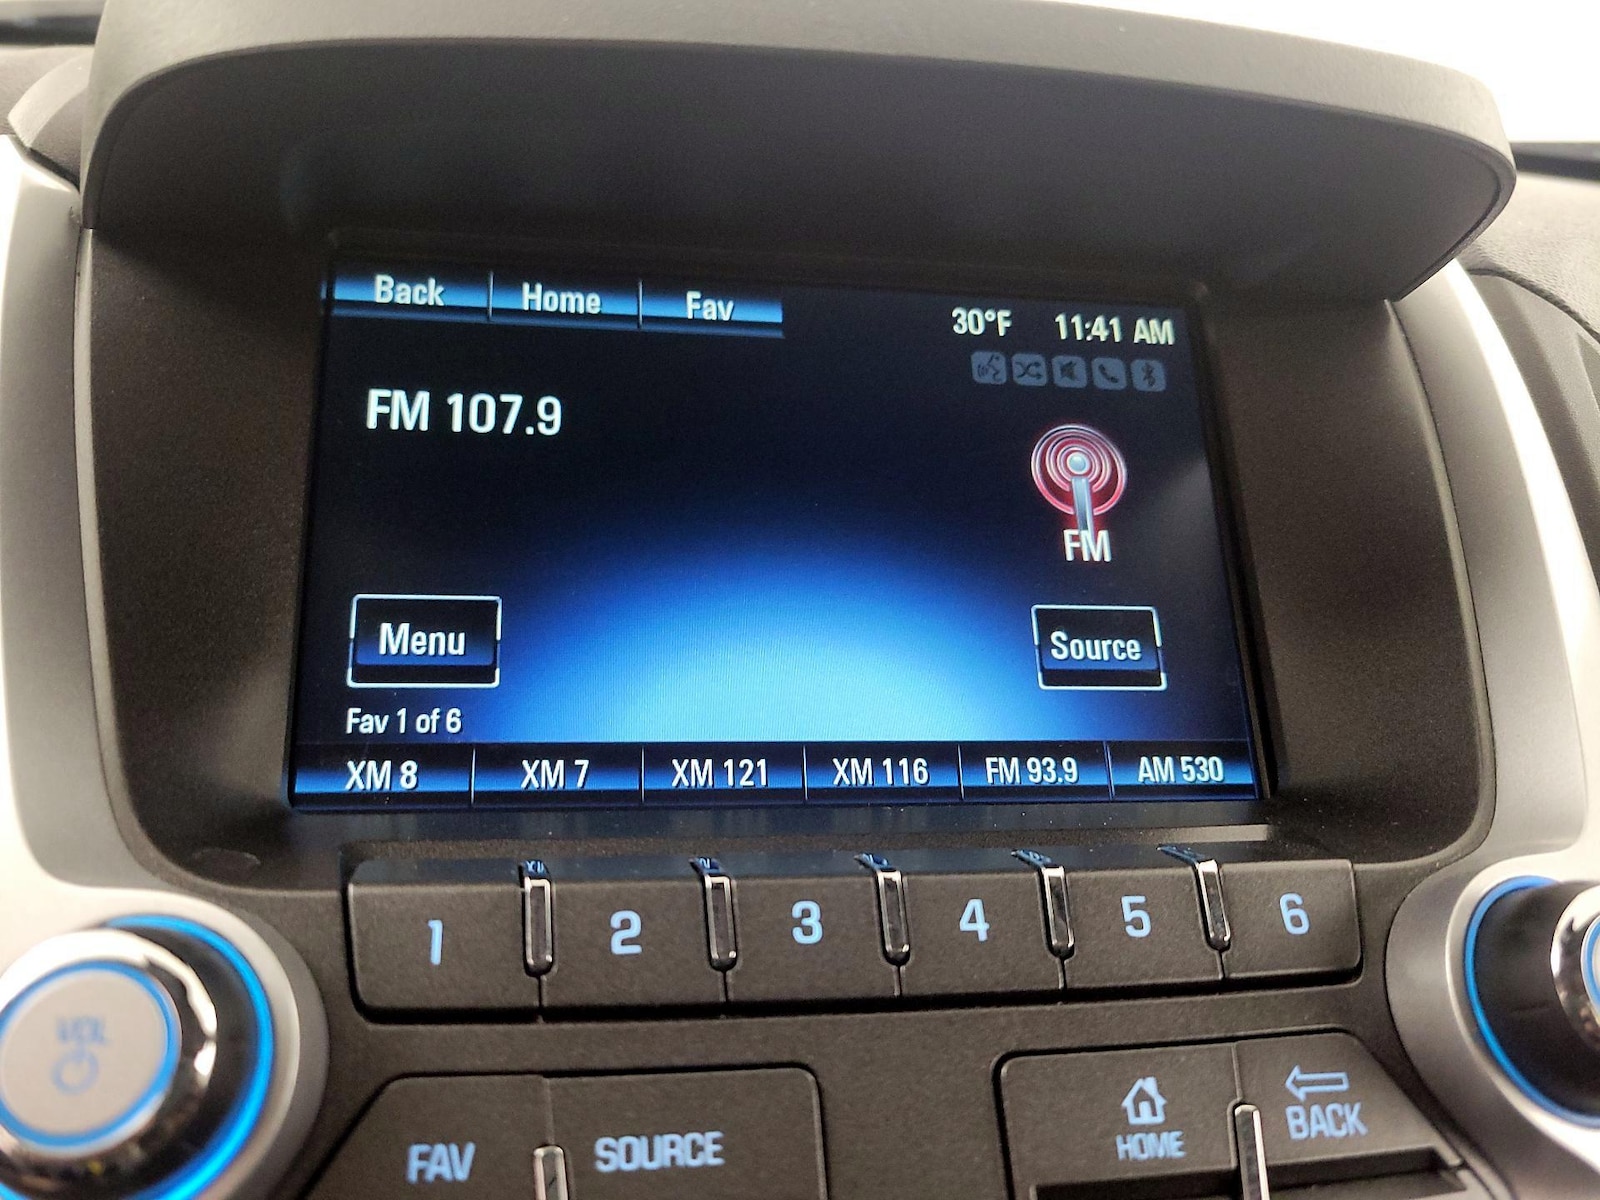 Back Home Fav
30°F 11:41 AM
FM 107.9
FM
Menu
Source
Fav 1 of 6
XM 8 XM 7 XM 121 XM 116 FM 93.9 AM 530
1 2 3 4 5 6
VOL
FAV SOURCE
HOME BACK